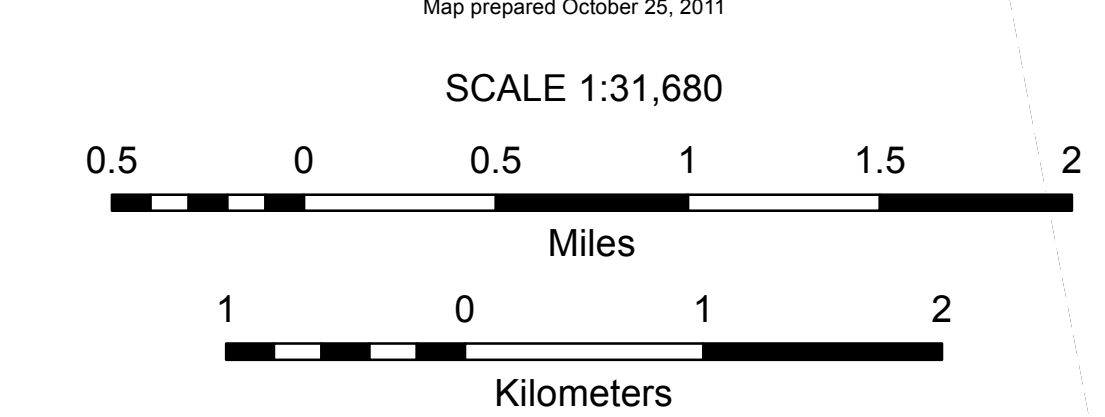 Map prepared October 25, 2011
SCALE 1:31,680
0.5 0 0.5 1 1.5 2
Miles
1 0 1 2
Kilometers